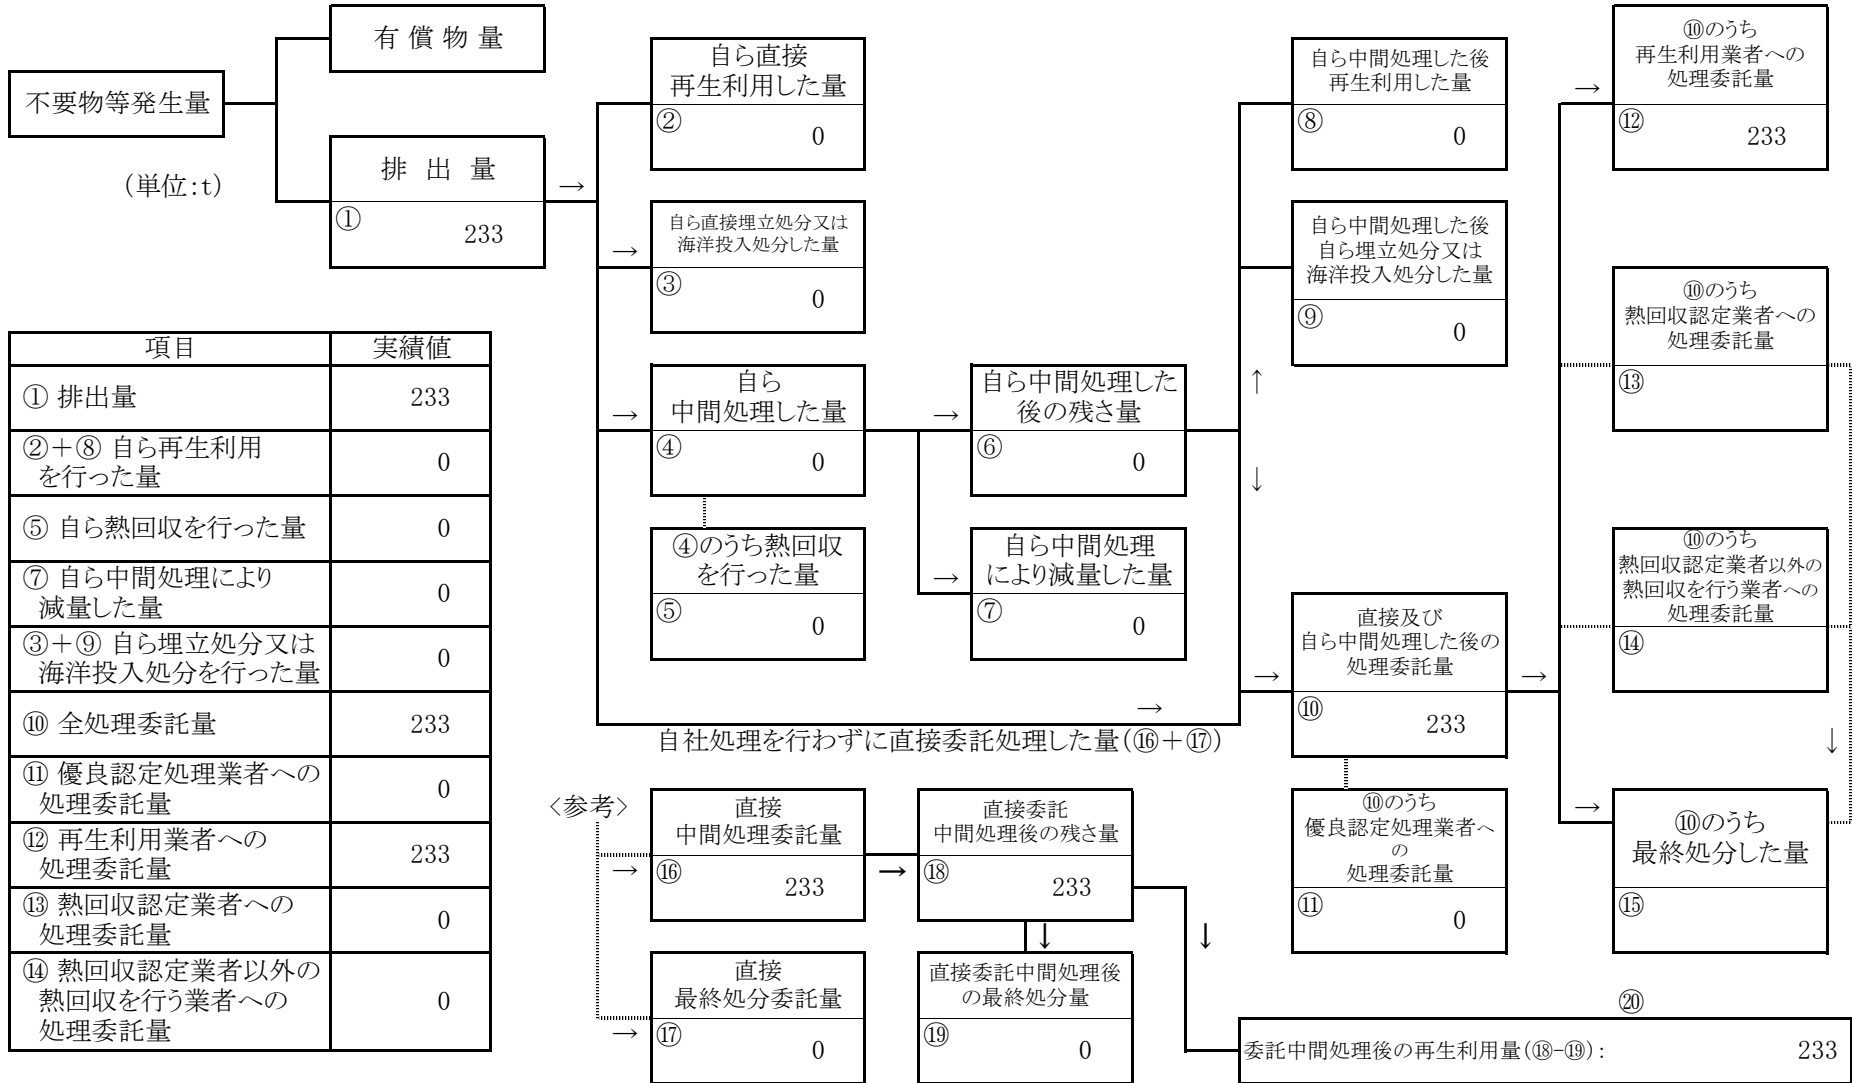 有 償 物 量
不要物等発生量
排 出 量
①
233
(単位:t)
→
自ら直接
再生利用した量
②
0
→
自ら直接埋立処分又は
海洋投入処分した量
③
0
→
自ら
中間処理した量
④
0
④のうち熱回収
を行った量
⑤
0
→
自ら中間処理した
後の残さ量
⑥
0
→
自ら中間処理
により減量した量
⑦
0
自ら中間処理した後
再生利用した量
⑧
0
自ら中間処理した後
自ら埋立処分又は
海洋投入処分した量
⑨
0
↑
↓
→
自社処理を行わずに直接委託処理した量(⑯+⑰)
→
直接及び
自ら中間処理した後の
処理委託量
⑩
233
⑩のうち
優良認定処理業者へ
の
処理委託量
⑪
0
→
→
⑩のうち
再生利用業者への
処理委託量
⑫
233
⑩のうち
熱回収認定業者への
処理委託量
⑬
⑩のうち
熱回収認定業者以外の
熱回収を行う業者への
処理委託量
⑭
↓
→
⑩のうち
最終処分した量
⑮
項目 実績値
① 排出量 233
②+⑧ 自ら再生利用
を行った量 0
⑤ 自ら熱回収を行った量 0
⑦ 自ら中間処理により
減量した量 0
③+⑨ 自ら埋立処分又は
海洋投入処分を行った量 0
⑩ 全処理委託量 233
⑪ 優良認定処理業者への
処理委託量 0
⑫ 再生利用業者への
処理委託量 233
⑬ 熱回収認定業者への
処理委託量 0
⑭ 熱回収認定業者以外の
熱回収を行う業者への
処理委託量 0
<参考>
→
直接
中間処理委託量
⑯
233
→
直接委託
中間処理後の残さ量
⑱
233
↓
↓
→
直接
最終処分委託量
⑰
0
直接委託中間処理後
の最終処分量
⑲
0
⑳
委託中間処理後の再生利用量(⑱-⑲): 233